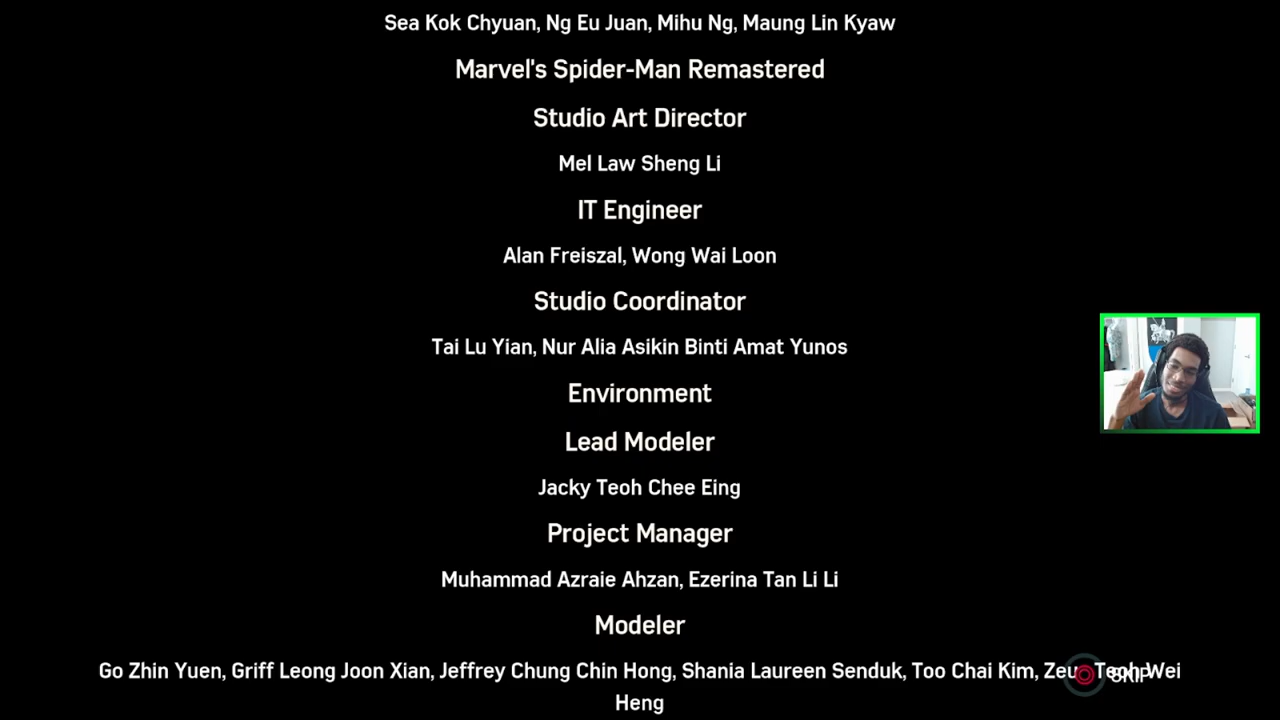 Sea Kok Chyuan, Ng Eu Juan, Mihu Ng, Maung Lin Kyaw
Marvel's Spider-Man Remastered
Studio Art Director
Mel Law Sheng Li
IT Engineer
Alan Freiszal, Wong Wai Loon
Studio Coordinator
Tai Lu Yian, Nur Alia Asikin Binti Amat Yunos
Environment
Lead Modeler
Jacky Teoh Chee Eing
Project Manager
Muhammad Azraie Ahzan, Ezerina Tan Li Li
Modeler
Go Zhin Yuen, Griff Leong Joon Xian, Jeffrey Chung Chin Hong, Shania Laureen Senduk, Too Chai Kim, Teoh Wei
SKIP
Heng